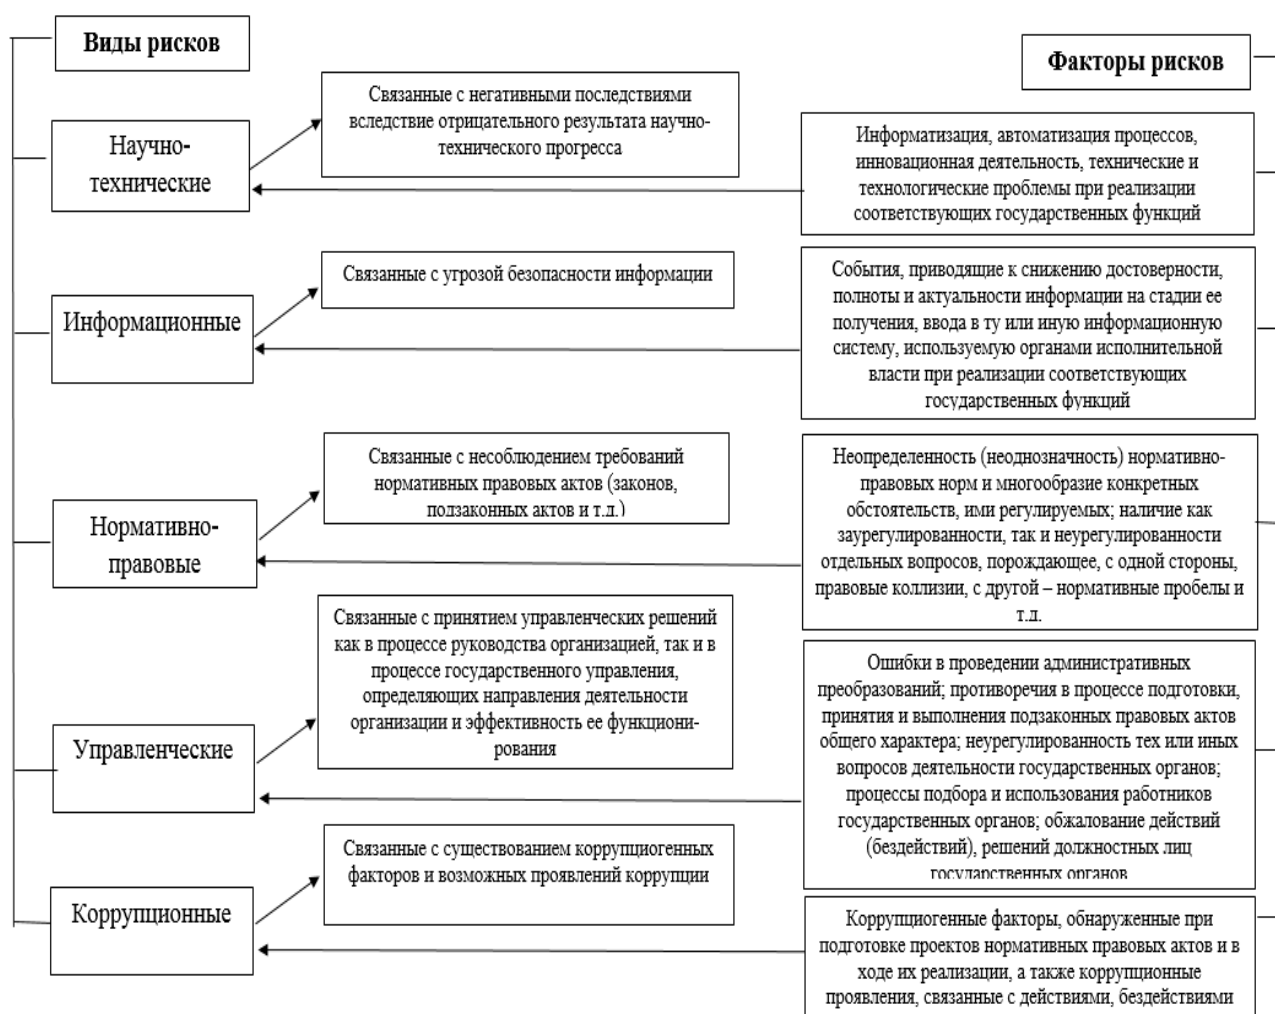 Виды рисков
Факторы рисков
Научно-
технические
Связанные с негативными последствиями
вследствие отрицательного результата научно-
технического прогресса
Информатизация, автоматизация процессов,
инновационная деятельность, технические и
технологические проблемы при реализации
соответствующих государственных функций
Информационные
Связанные с угрозой безопасности информации
События, приводящие к снижению достоверности,
полноты и актуальности информации на стадии ее
получения, ввода в ту или иную информационную
систему, используемую органами исполнительной
власти при реализации соответствующих
государственных функций
Нормативно-
правовые
Связанные с несоблюдением требований
нормативных правовых актов (законов,
подзаконных актов и т.д.)
Неопределенность (неоднозначность) нормативно-
правовых норм и многообразие конкретных
обстоятельств, ими регулируемых; наличие как
зарегулированности, так и неурегулированности
отдельных вопросов, порождающее, с одной стороны,
правовые коллизии, с другой – нормативные пробелы и
т.д.
Управленческие
Связанные с принятием управленческих решений
как в процессе руководства организацией, так и в
процессе государственного управления,
определяющих направления деятельности
организации и эффективность ее функциони-
рования
Ошибки в проведении административных
преобразований; противоречия в процессе подготовки,
принятия и выполнения подзаконных правовых актов
общего характера; неурегулированность тех или иных
вопросов деятельности государственных органов;
процессы подбора и использования работников
государственных органов; обжалование действий
(бездействий), решений должностных лиц
государственных органов
Коррупционные
Связанные с существованием коррупциогенных
факторов и возможных проявлений коррупции
Коррупциогенные факторы, обнаруженные при
подготовке проектов нормативных правовых актов и в
ходе их реализации, а также коррупционные
проявления, связанные с действиями, бездействиями